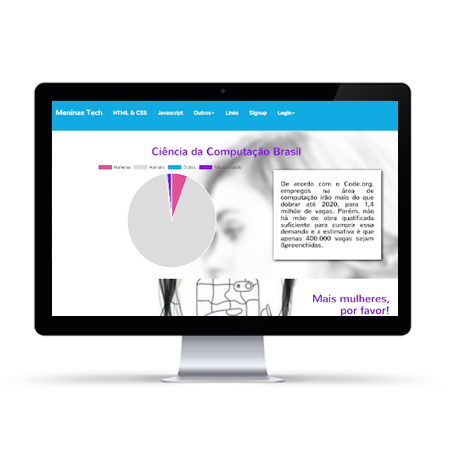 Meninas Tech HTML & CSS Javascript Outros Links Signup Login
Ciência da Computação Brasil
Mulheres Homens Outros
De acordo com o Code.org,
empregos na área de
computação irão mais do que
dobrar até 2020, para 1,4
milhão de vagas. Porém, não
há mão de obra qualificada
suficiente para cumprir essa
demanda e a estimativa é que
apenas 400.000 vagas sejam
6preenchidas.
Mais mulheres,
por favor!